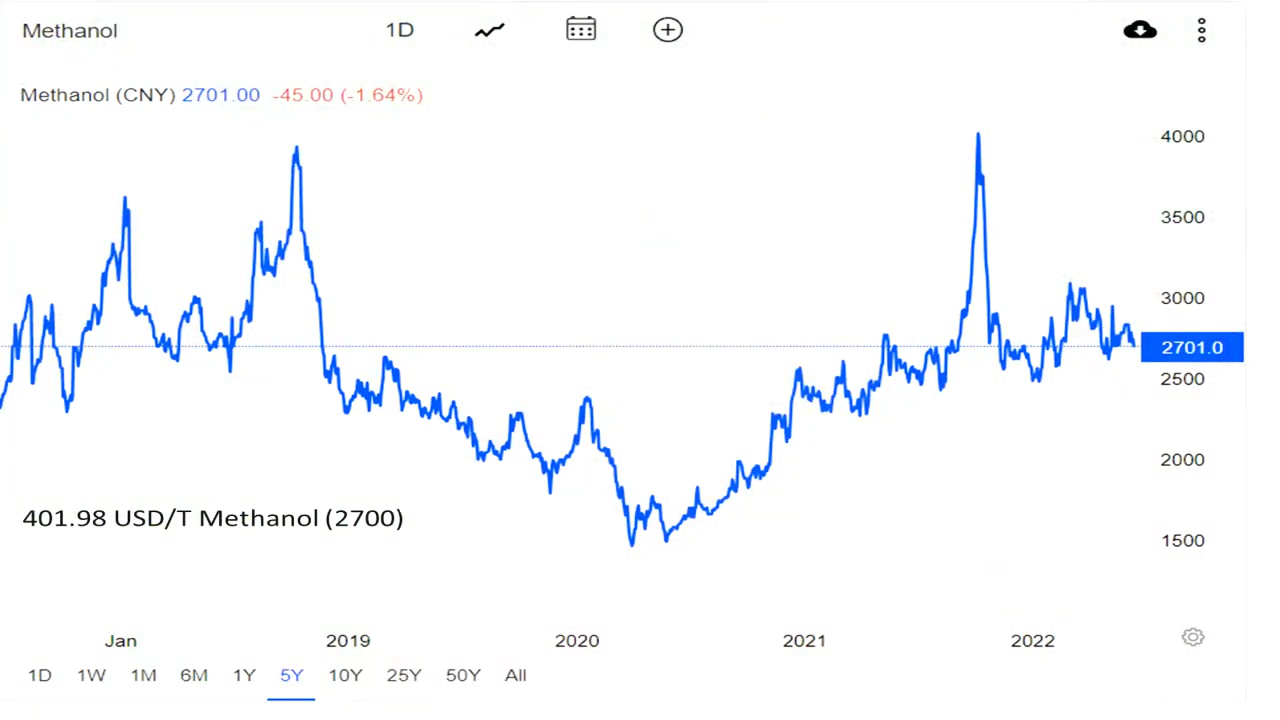 Methanol 1D
Methanol (CNY) 2701.00 -45.00 (-1.64%)
4000
3500
3000
2701.0
2500
2000
401.98 USD/T Methanol (2700)
1500
Jan 2019 2020 2021 2022
1D 1W 1M 6M 1Y 5Y 10Y 25Y 50Y All